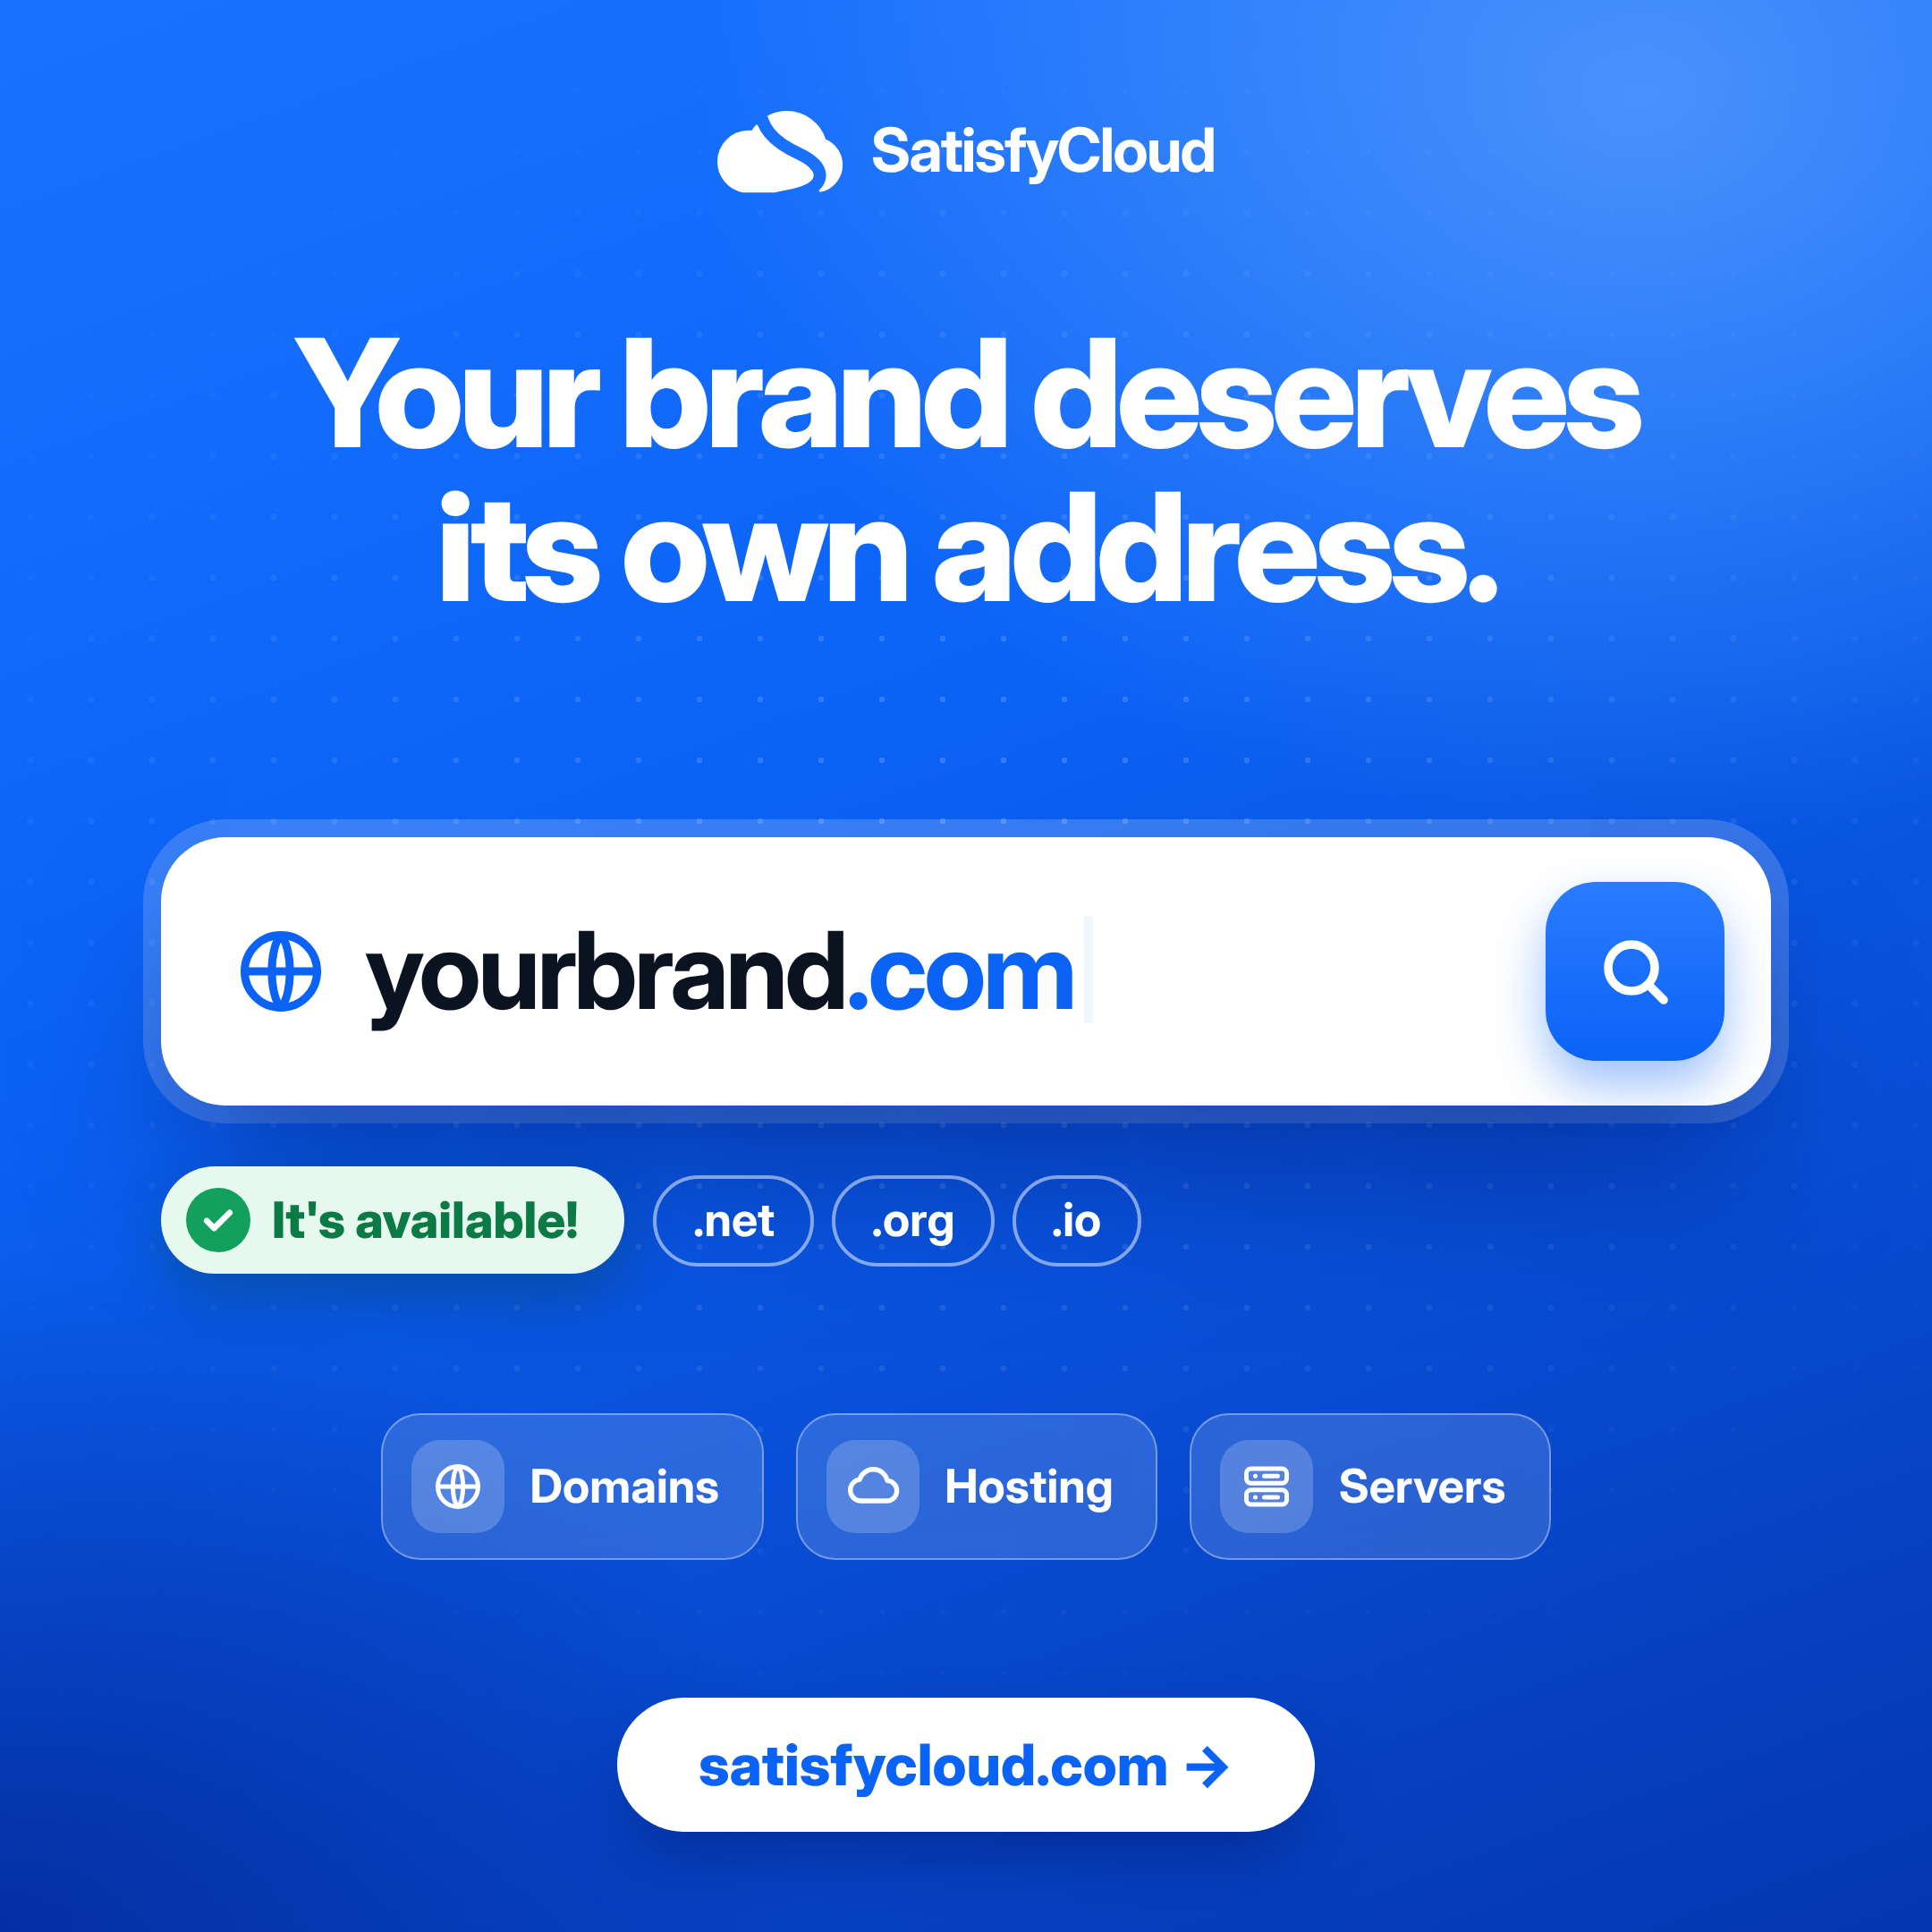 SatisfyCloud
Your brand deserves
its own address.
yourbrand.com
It's available! .net .org .io
Domains Hosting Servers
satisfycloud.com →